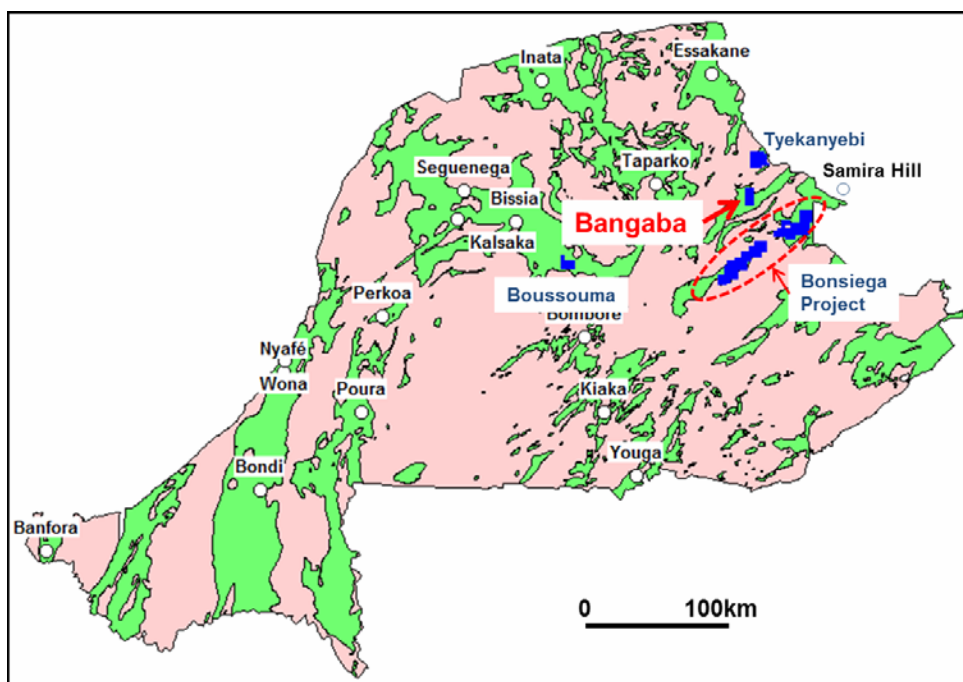 Essakane
Inata
Tyekanyebi
Seguenega
Taparko
Samira Hill
Bissia
Bangaba
Kalsaka
Boussouma
Bonsiega
Project
Perkoa
Bombore
Nyafé
Wona
Poura
Kiaka
Youga
Bondi
Banfora
0 100km